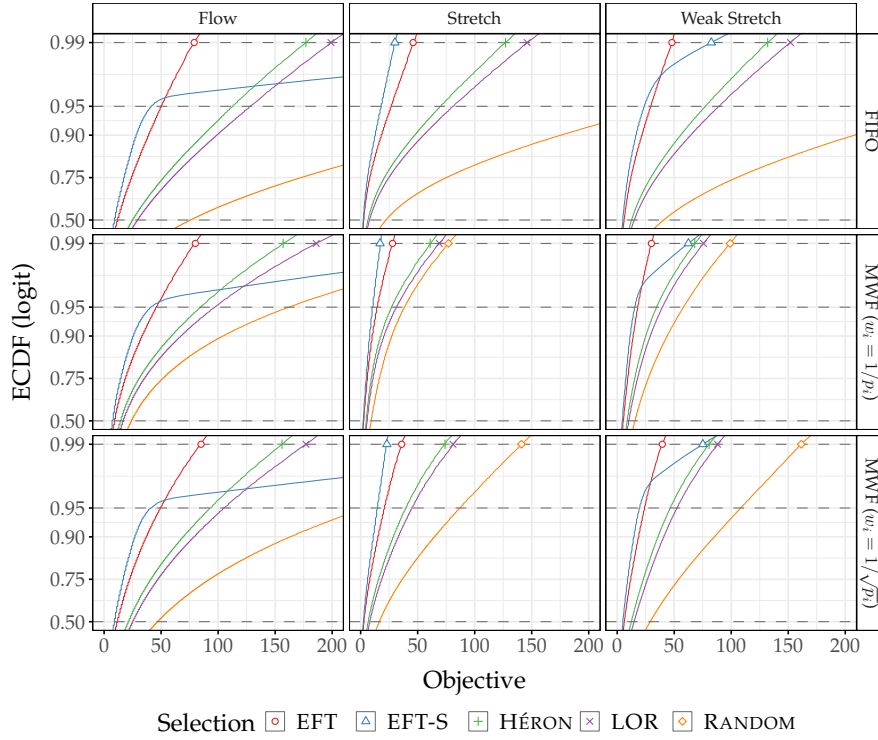 Flow Stretch Weak Stretch
0.99
0.95
0.90
0.75
0.50
FIFO
0.99
0.95
0.90
0.75
0.50
MWF (wᵢ = 1/pᵢ)
0.99
0.95
0.90
0.75
0.50
MWF (wᵢ = 1/√pᵢ)
ECDF (logit)
0 50 100 150 200 0 50 100 150 200 0 50 100 150 200
Objective
Selection EFT EFT-S HÉRON LOR RANDOM